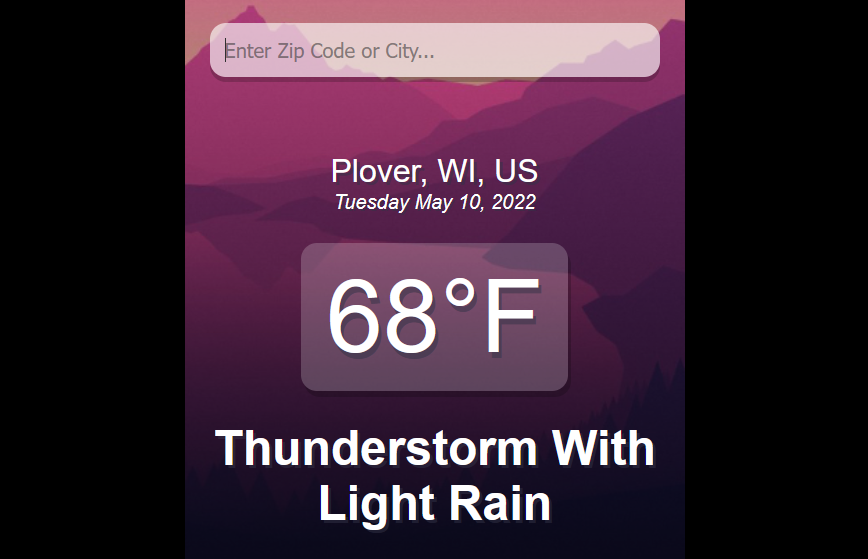 Enter Zip Code or City...
Plover, WI, US
Tuesday May 10, 2022
68°F
Thunderstorm With
Light Rain